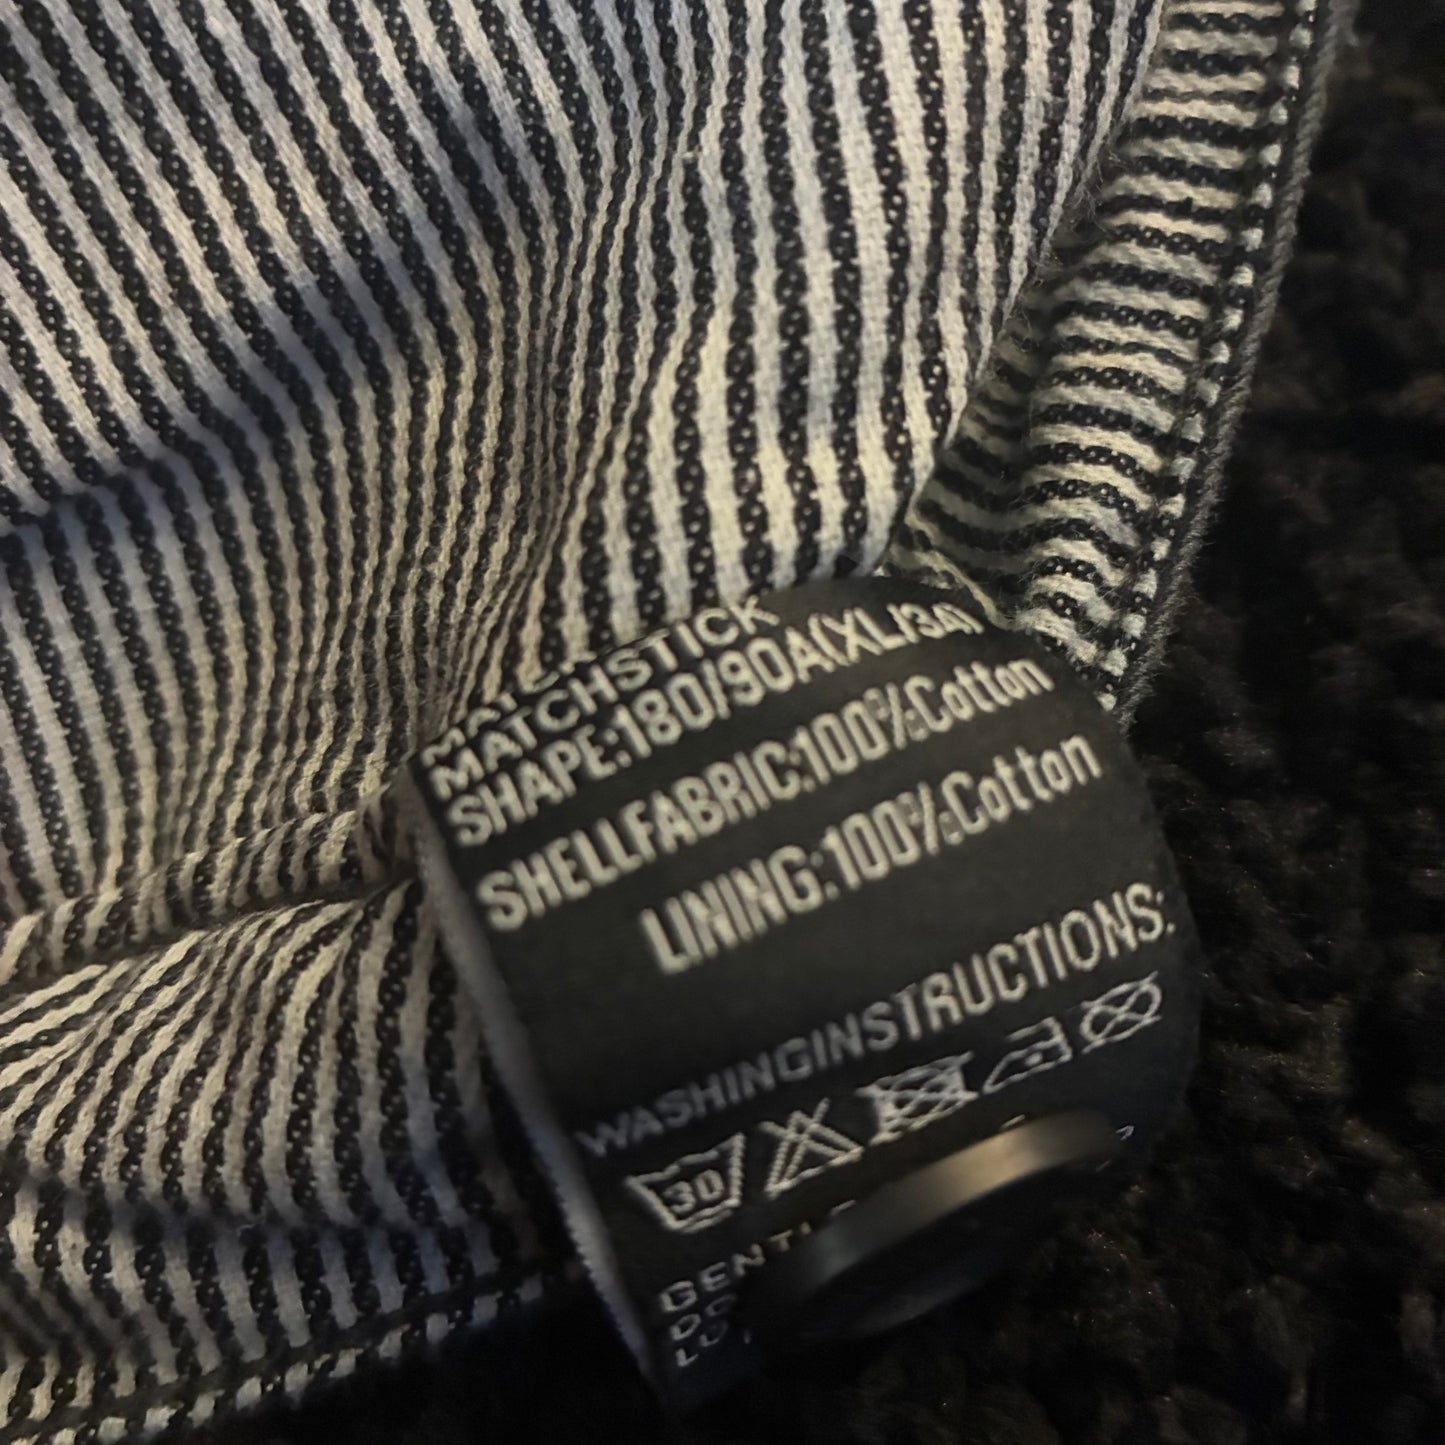 MATCHSTICK
SHAPE:180/90A(XL/34)
SHELLFABRIC:100%Cotton
LINING:100%Cotton
WASHINGINSTRUCTIONS:
30